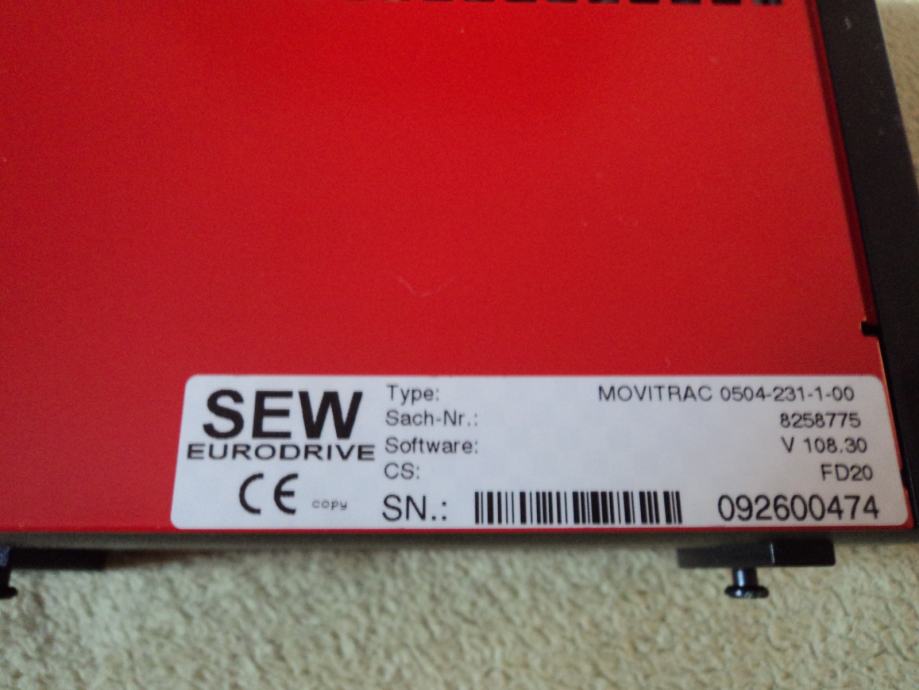 SEW
EURODRIVE
CE copy
Type: MOVITRAC 0504-231-1-00
Sach-Nr.: 8258775
Software: V 108.30
CS: FD20
SN.: 092600474